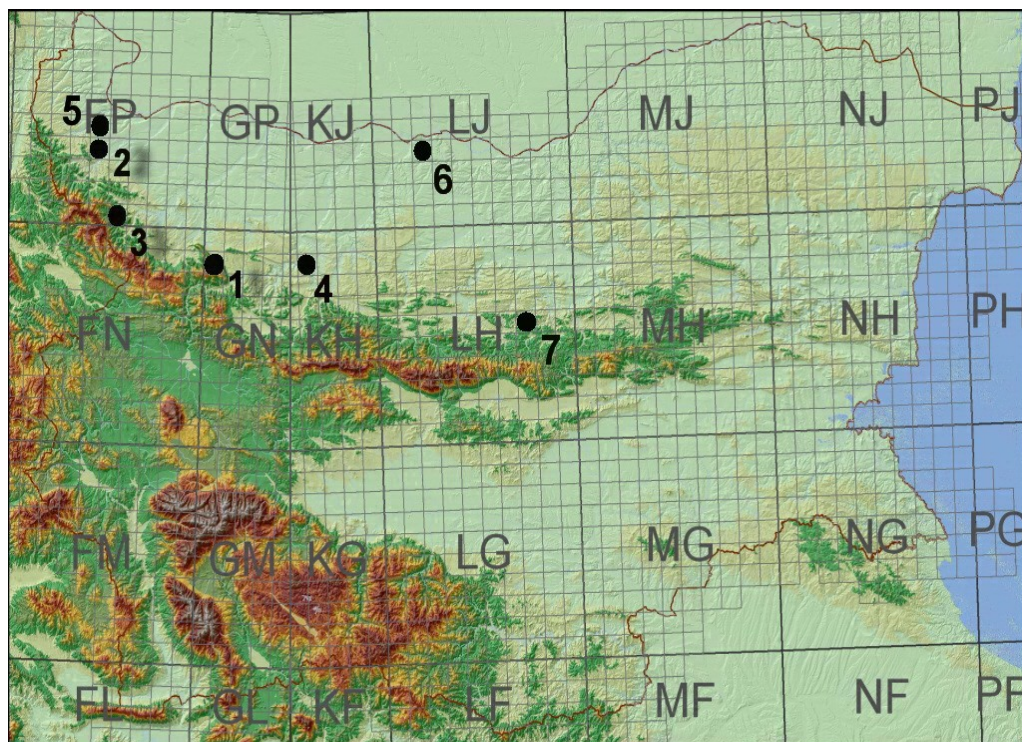 5 FP GP KJ LJ MJ NJ PJ
2 6
3
1 4
FN GN KH LH 7 MH NH PH
FM GM KG LG MG NG PG
FL GL KF LF MF NF PF